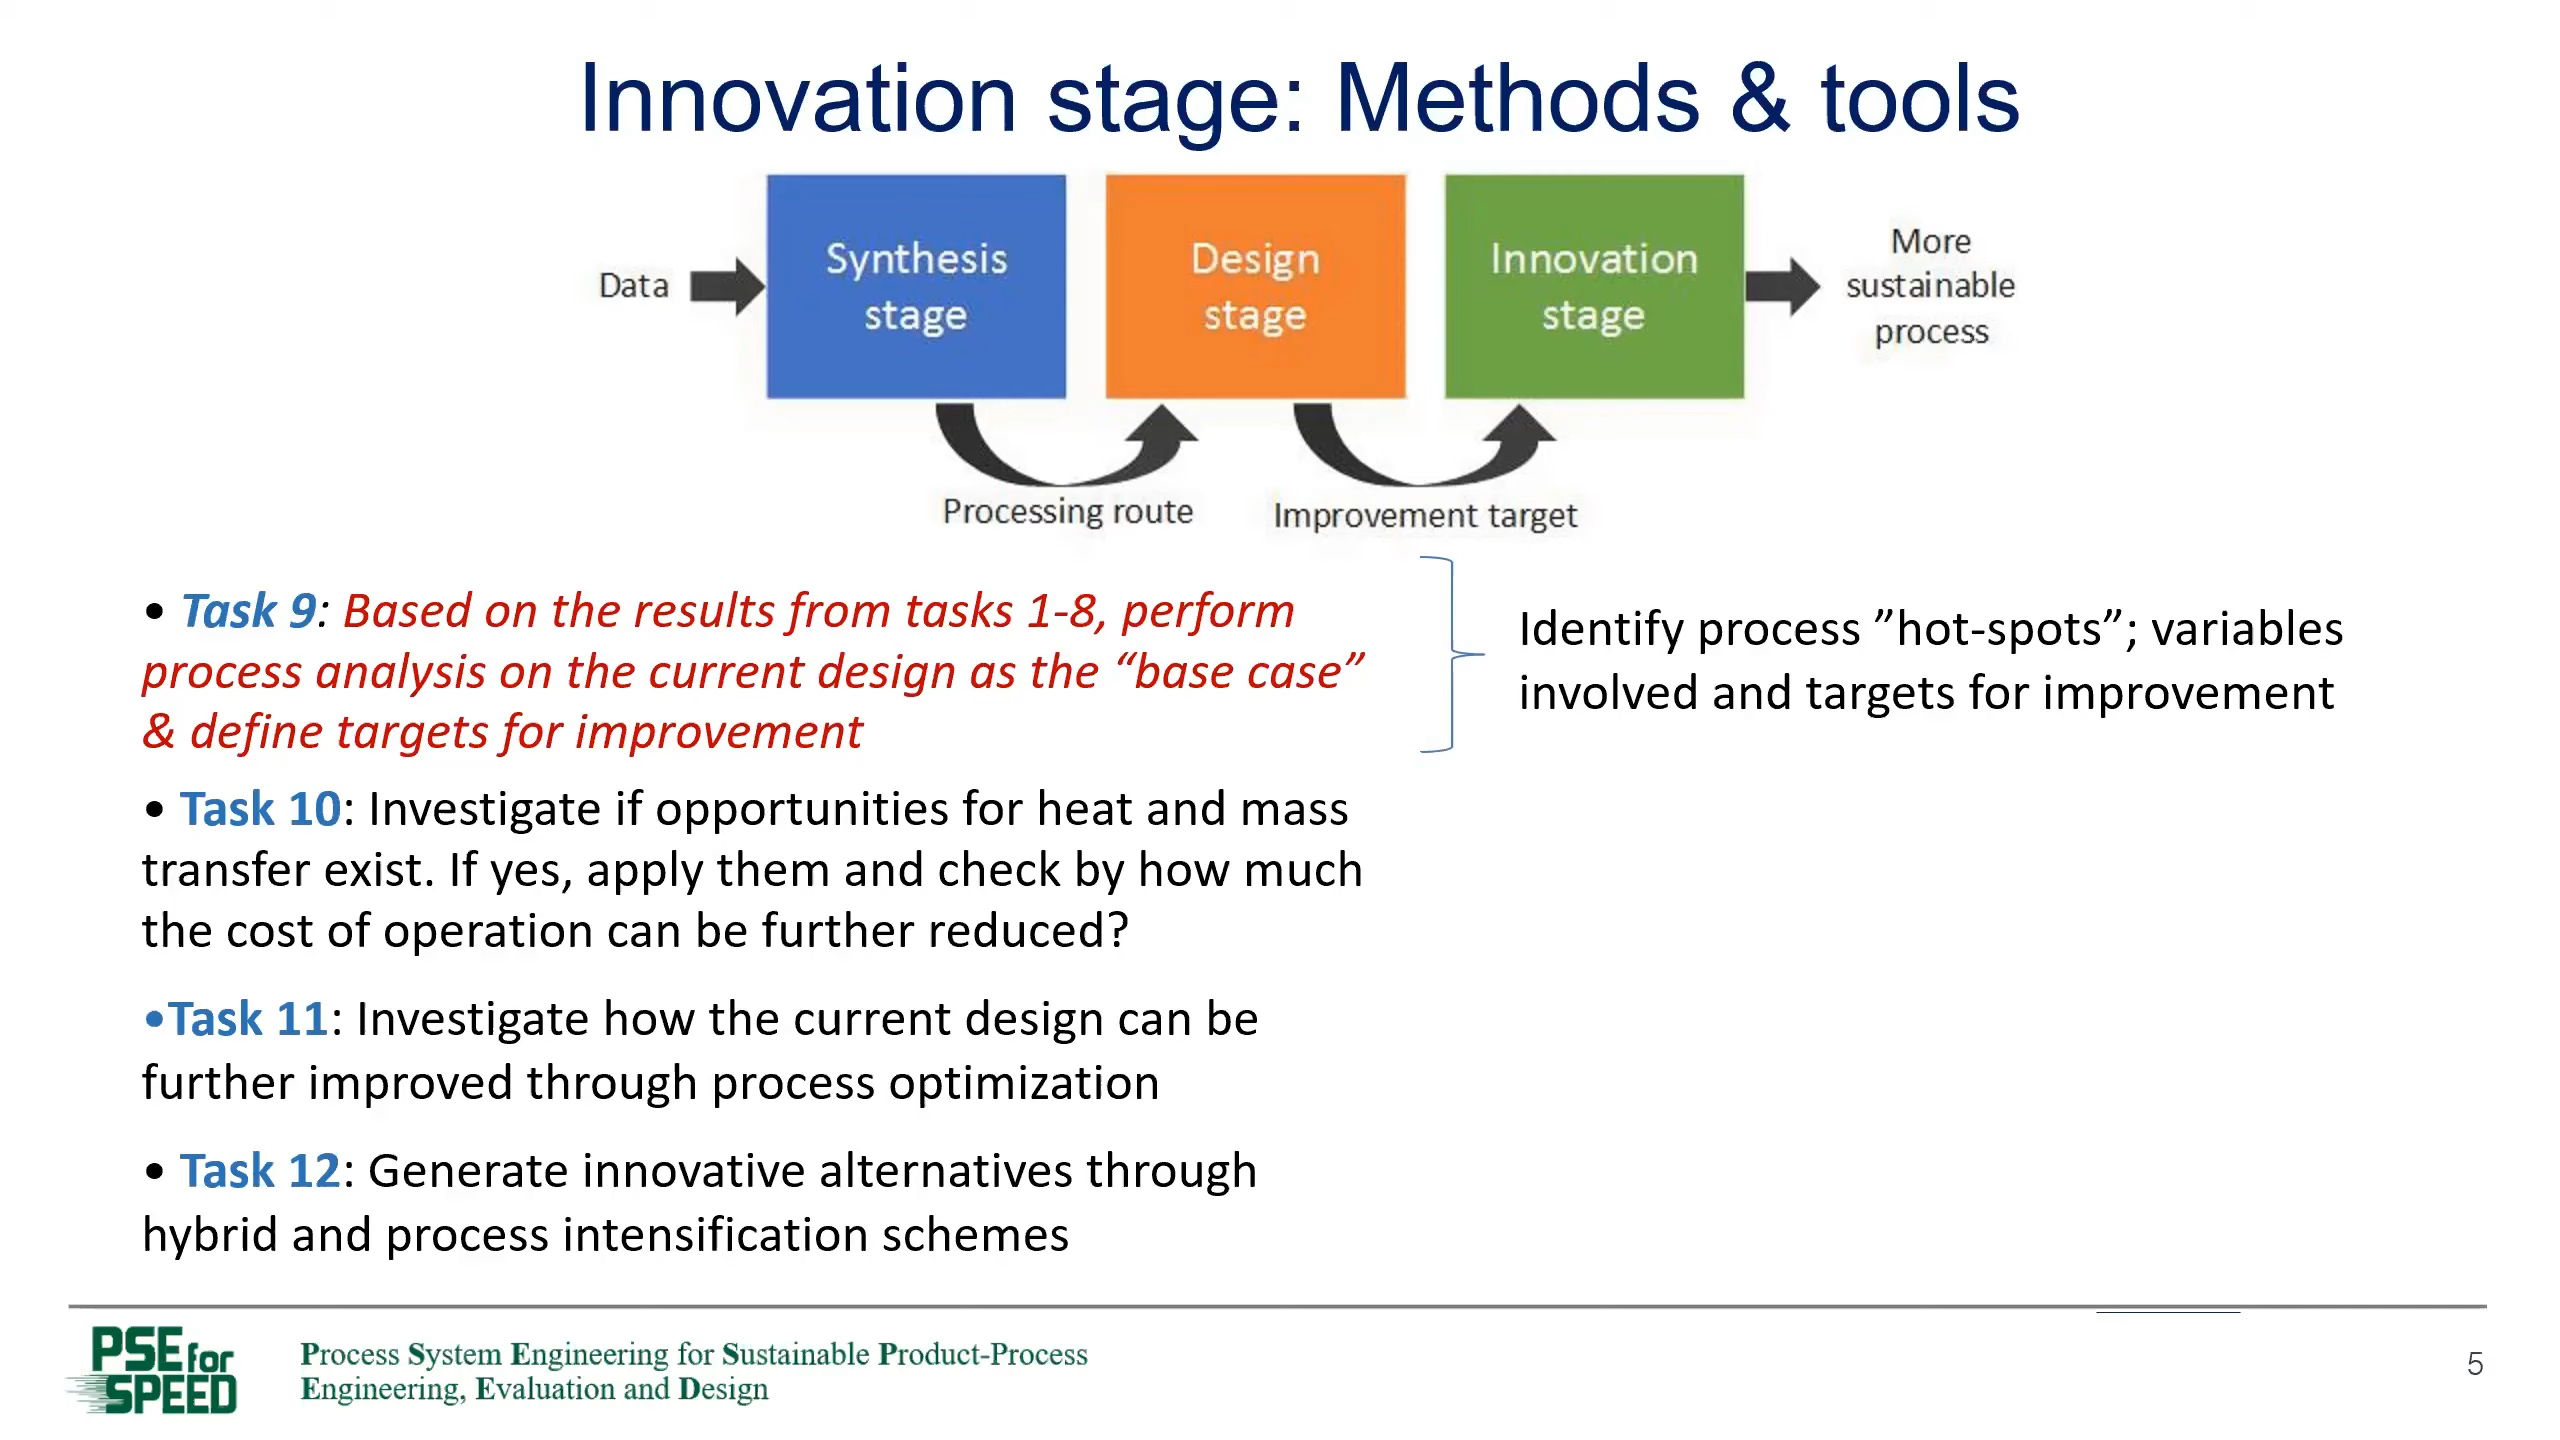 Innovation stage: Methods & tools
Data
Synthesis
stage
Design
stage
Innovation
stage
More
sustainable
process
Processing route
Improvement target
• Task 9: Based on the results from tasks 1-8, perform
process analysis on the current design as the “base case”
& define targets for improvement
Identify process ”hot-spots”; variables
involved and targets for improvement
• Task 10: Investigate if opportunities for heat and mass
transfer exist. If yes, apply them and check by how much
the cost of operation can be further reduced?
•Task 11: Investigate how the current design can be
further improved through process optimization
• Task 12: Generate innovative alternatives through
hybrid and process intensification schemes
PSE for
SPEED
Process System Engineering for Sustainable Product-Process
Engineering, Evaluation and Design
5